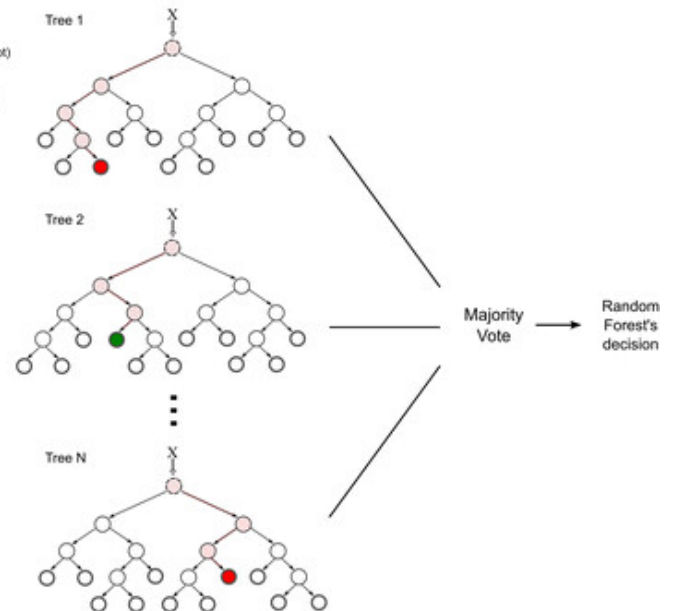 Tree 1
X
Tree 2
X
Tree N
X
Majority
Vote
Random
Forest's
decision